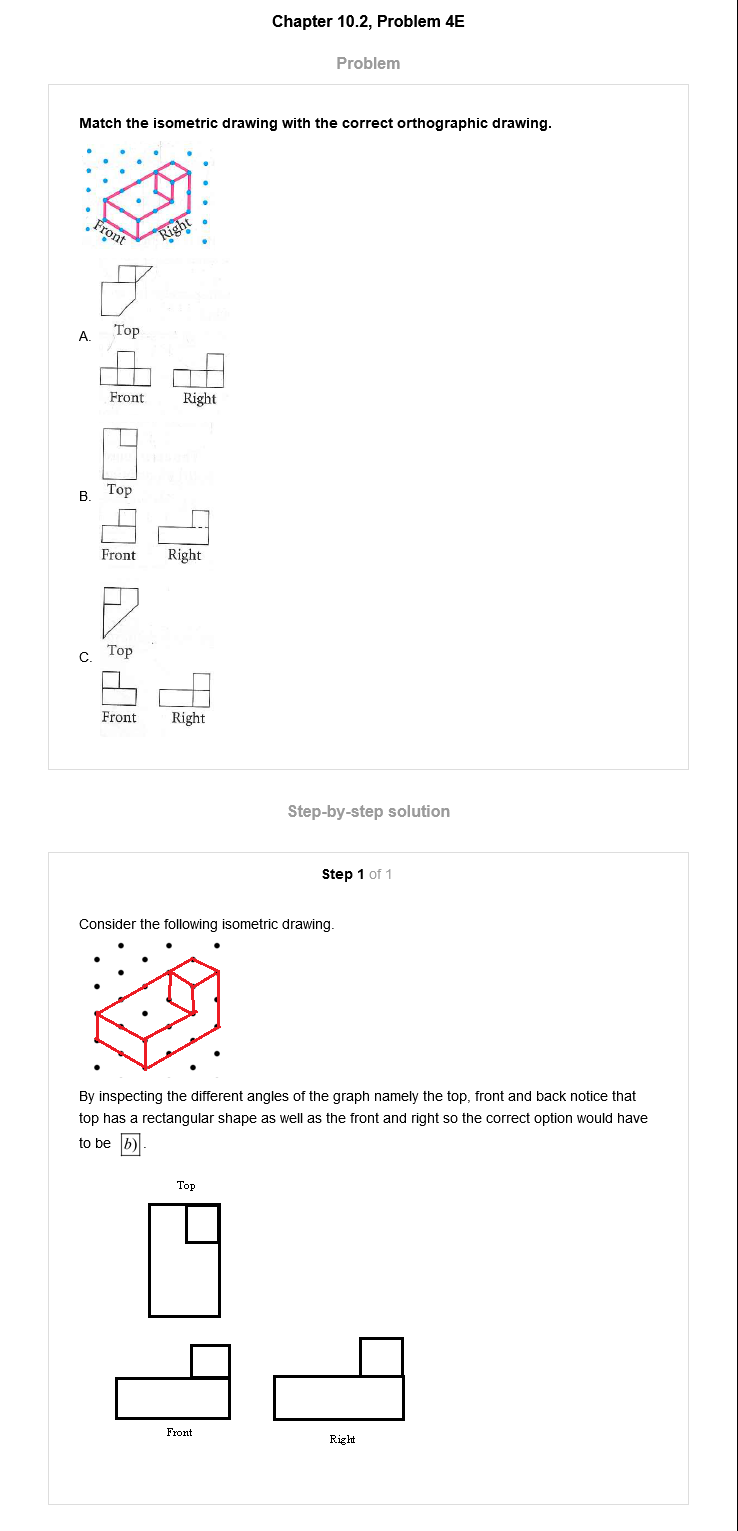 Chapter 10.2, Problem 4E
Problem
Match the isometric drawing with the correct orthographic drawing.
Front
Right
A.
Top
Front
Right
B.
Top
Front
Right
C.
Top
Front
Right
Step-by-step solution
Step 1 of 1
Consider the following isometric drawing.
By inspecting the different angles of the graph namely the top, front and back notice that
top has a rectangular shape as well as the front and right so the correct option would have
to be b) .
Top
Front
Right